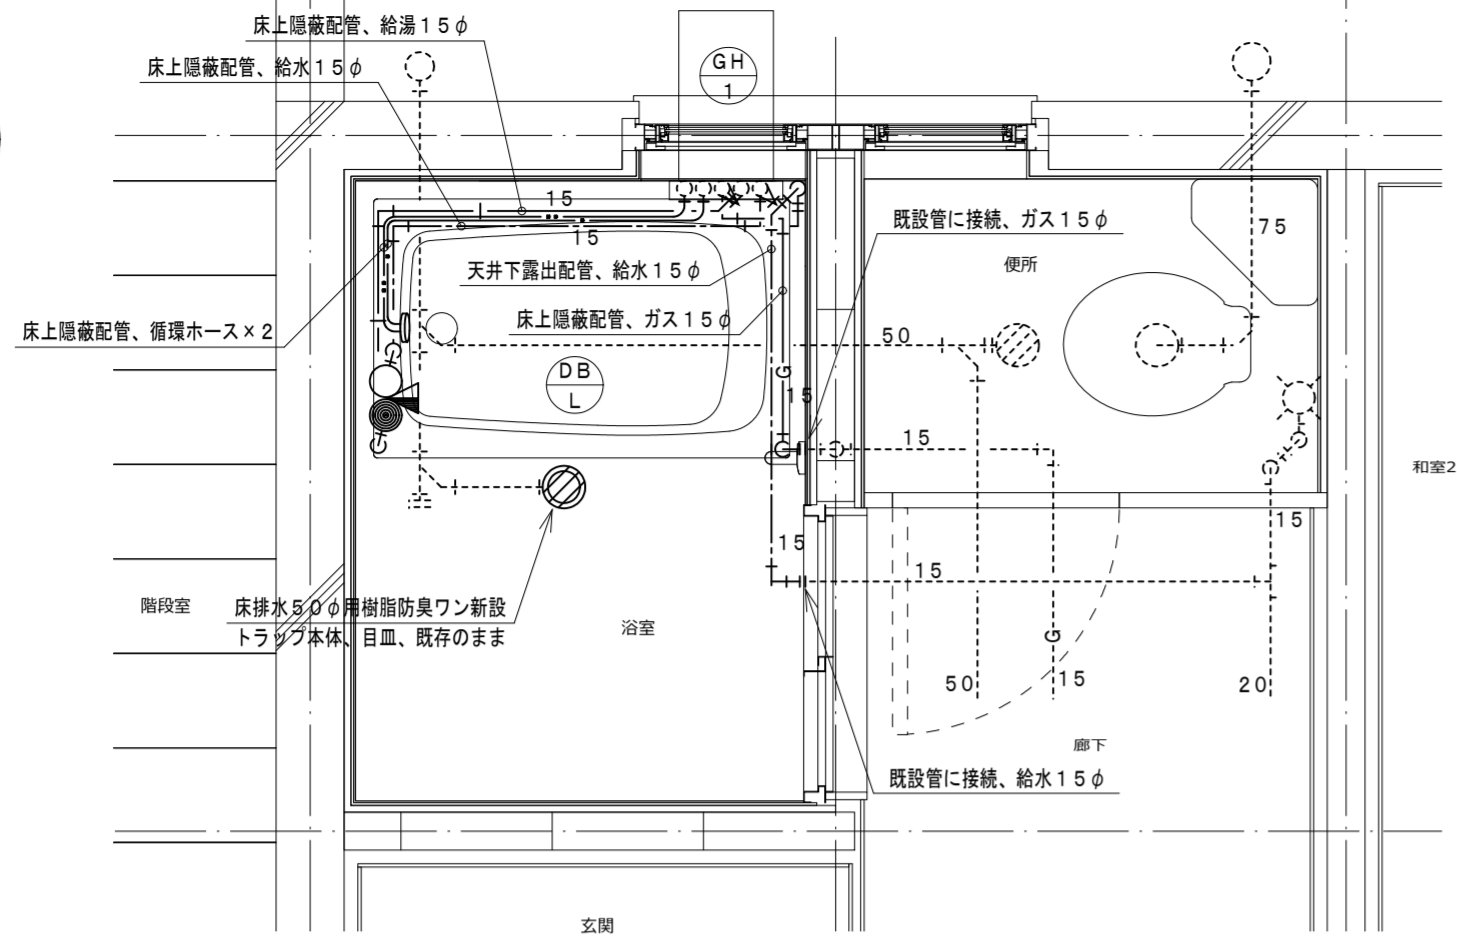 床上隠蔽配管、給湯15φ
床上隠蔽配管、給水15φ
GH
1
15
15
既設管に接続、ガス15φ
75
便所
天井下露出配管、給水15φ
床上隠蔽配管、ガス15φ
床上隠蔽配管、循環ホース×2
50
DB
L
G
15
15
和室2
15
15
15
階段室
床排水50φ用樹脂防臭ワン新設
トラップ本体、目皿、既存のまま
浴室
G
50
15
20
廊下
既設管に接続、給水15φ
玄関